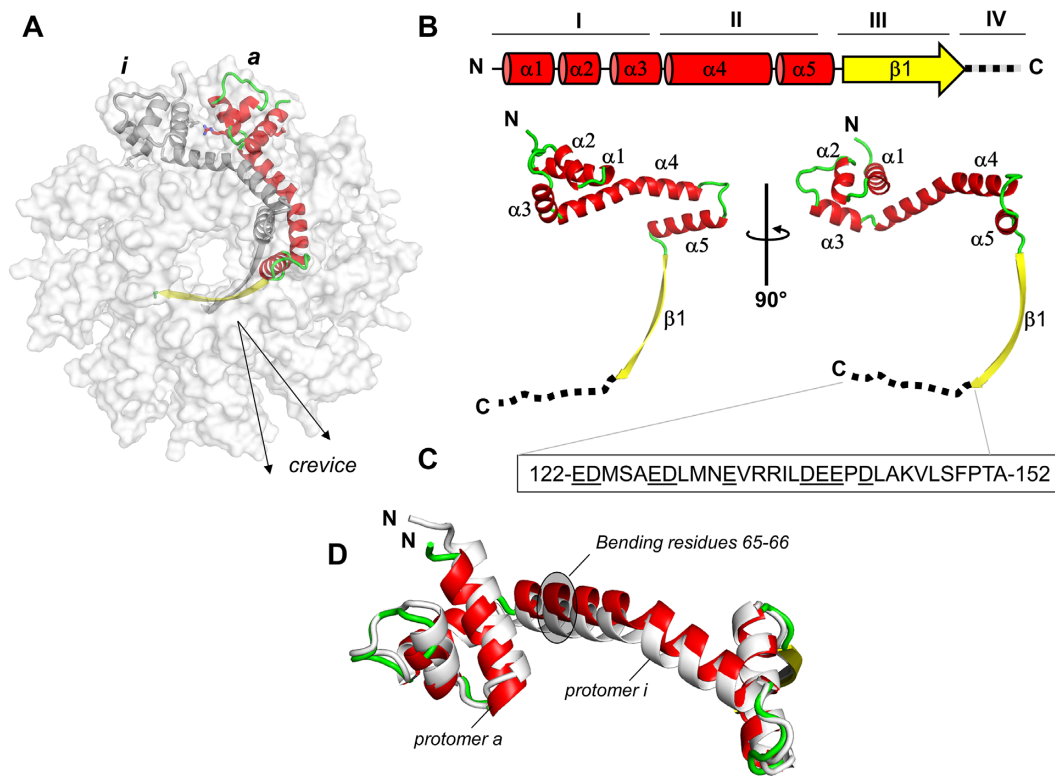 A
i
a
crevice
B
I II III IV
N α1 α2 α3 α4 α5 β1 C
N
α2
α1
α4
α3
α5
β1
C
90°
N
α2
α1
α4
α3
α5
β1
C
C
122-EDMSAEDLMNEVRRILDEEPDLAKVLSFPTA-152
D
N
N
Bending residues 65-66
protomer i
protomer a